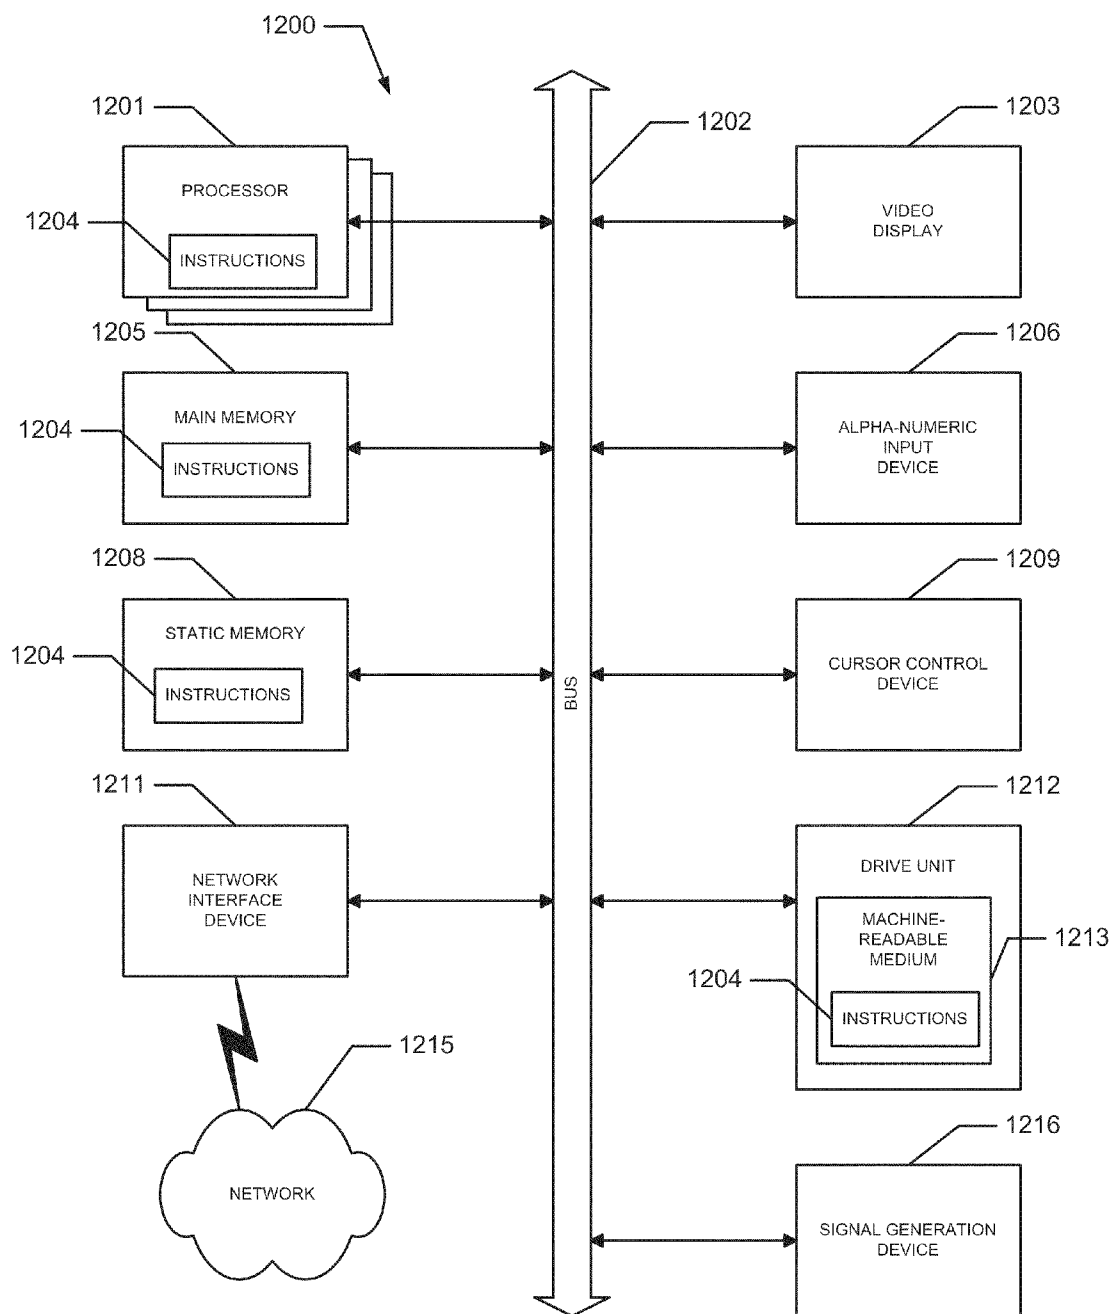 1200
1201
PROCESSOR
1204
INSTRUCTIONS
1202
1203
VIDEO
DISPLAY
1205
MAIN MEMORY
1204
INSTRUCTIONS
1206
ALPHA-NUMERIC
INPUT
DEVICE
1208
STATIC MEMORY
1204
INSTRUCTIONS
BUS
1209
CURSOR CONTROL
DEVICE
1211
NETWORK
INTERFACE
DEVICE
1212
DRIVE UNIT
MACHINE-
READABLE
MEDIUM
1213
1204
INSTRUCTIONS
1215
NETWORK
1216
SIGNAL GENERATION
DEVICE